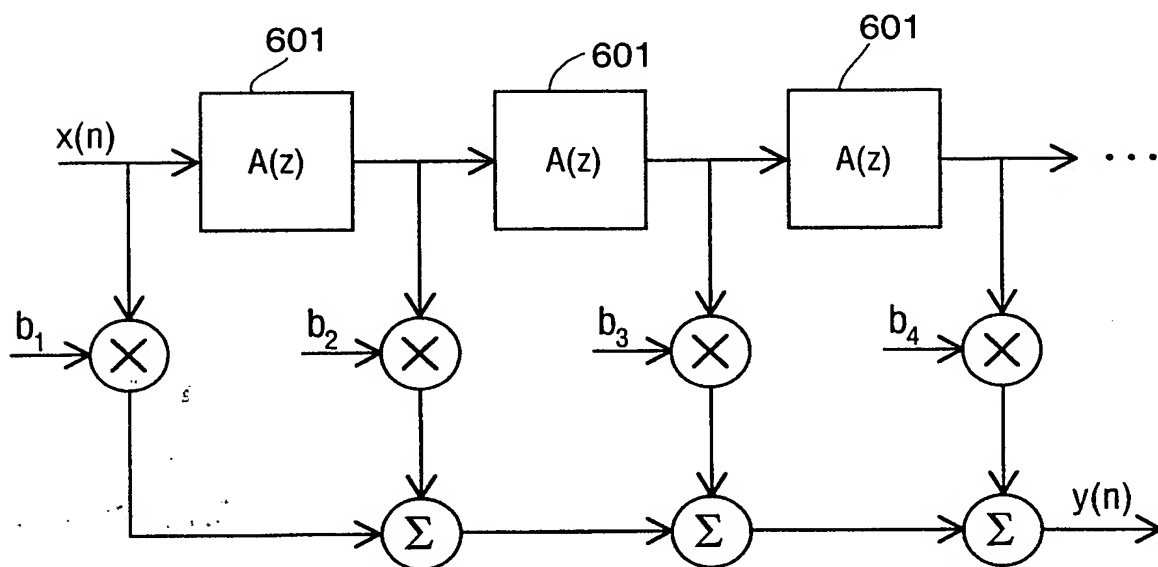 601 601 601
x(n) A(z) A(z) A(z) ...
b1 × b2 × b3 × b4 ×
Σ Σ Σ y(n)